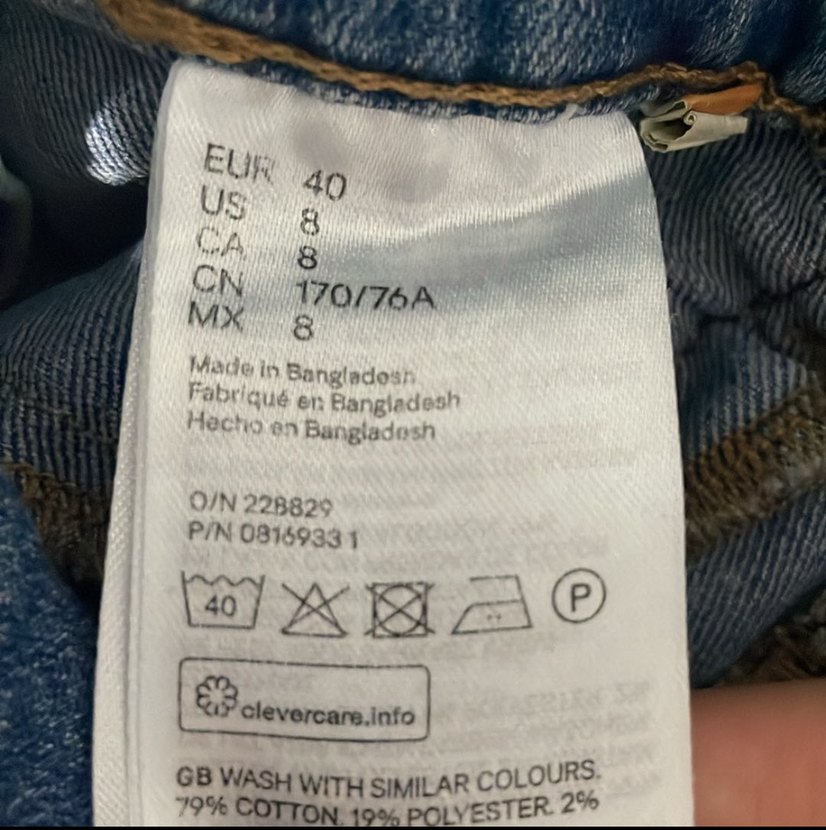 EUR 40
US 8
CA 8
CN 170/76A
MX 8
Made in Bangladesh
Fabriqué en Bangladesh
Hecho en Bangladesh
O/N 228829
P/N 0816933 1
40 P
clevercare.info
GB WASH WITH SIMILAR COLOURS.
79% COTTON. 19% POLYESTER. 2%